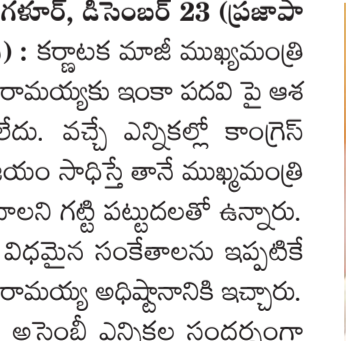 గళూర్, డిసెంబర్ 23 (ప్రజాపా
) : కర్ణాటక మాజీ ముఖ్యమంత్రి
రామయ్యకు ఇంకా పదవి పై ఆశ
లేదు. వచ్చే ఎన్నికల్లో కాంగ్రెస్
యం సాధిస్తే తానే ముఖ్యమంత్రి
వాలని గట్టి పట్టుదలతో ఉన్నారు.
విధమైన సంకేతాలను ఇప్పటికే
రామయ్య అధిష్టానానికి ఇచ్చారు.
అసెంబ్లీ ఎన్నికల సందర్భంగా